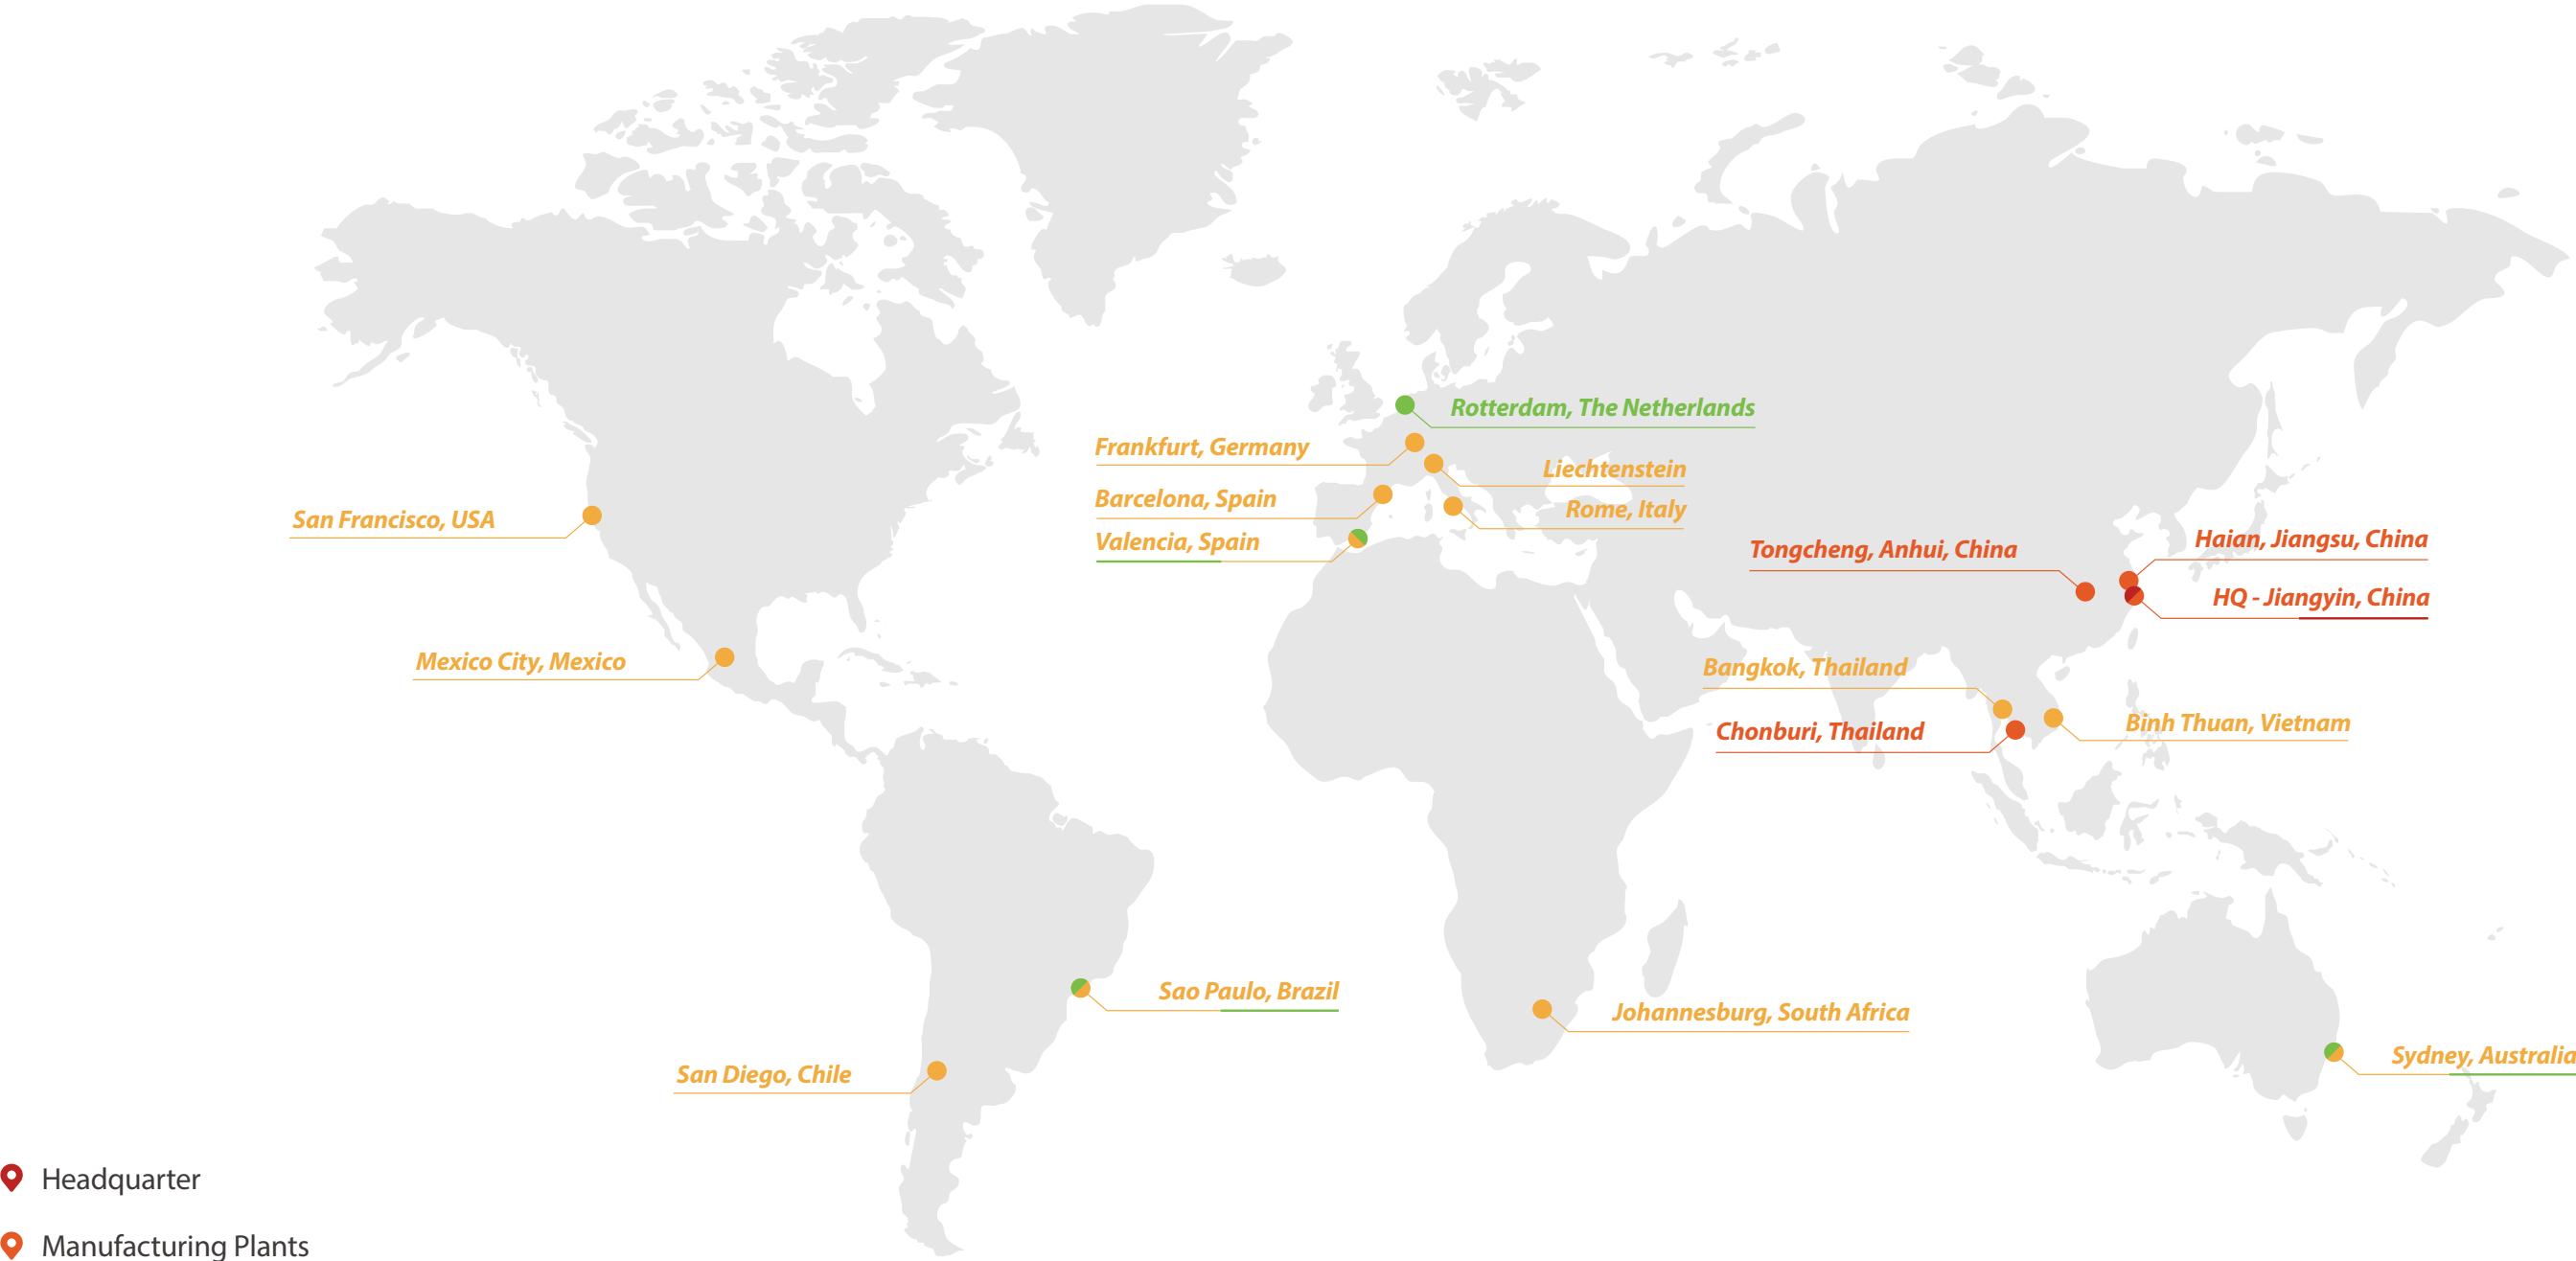 Rotterdam, The Netherlands
Frankfurt, Germany
Liechtenstein
Barcelona, Spain
Rome, Italy
San Francisco, USA
Valencia, Spain
Haian, Jiangsu, China
Tongcheng, Anhui, China
HQ - Jiangyin, China
Mexico City, Mexico
Bangkok, Thailand
Binh Thuan, Vietnam
Chonburi, Thailand
Sao Paulo, Brazil
Johannesburg, South Africa
Sydney, Australia
San Diego, Chile
Headquarter
Manufacturing Plants